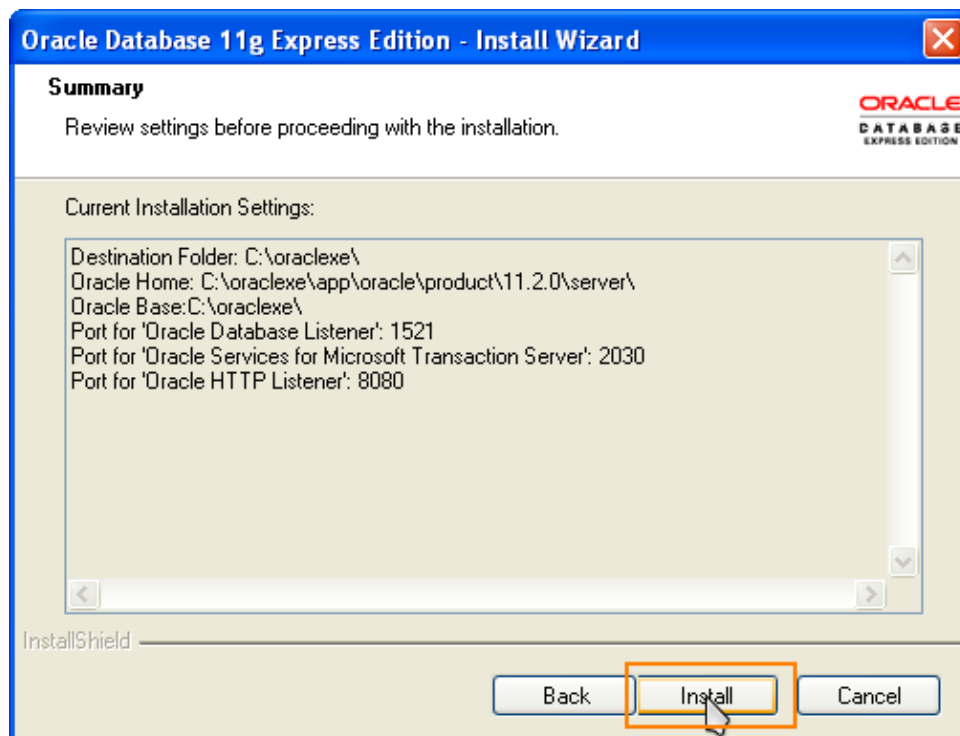 Oracle Database 11g Express Edition - Install Wizard
Summary
Review settings before proceeding with the installation.
ORACLE
DATABASE
EXPRESS EDITION
Current Installation Settings:
Destination Folder: C:\oraclexe\
Oracle Home: C:\oraclexe\app\oracle\product\11.2.0\server\
Oracle Base:C:\oraclexe\
Port for 'Oracle Database Listener': 1521
Port for 'Oracle Services for Microsoft Transaction Server': 2030
Port for 'Oracle HTTP Listener': 8080
InstallShield
Back Install Cancel